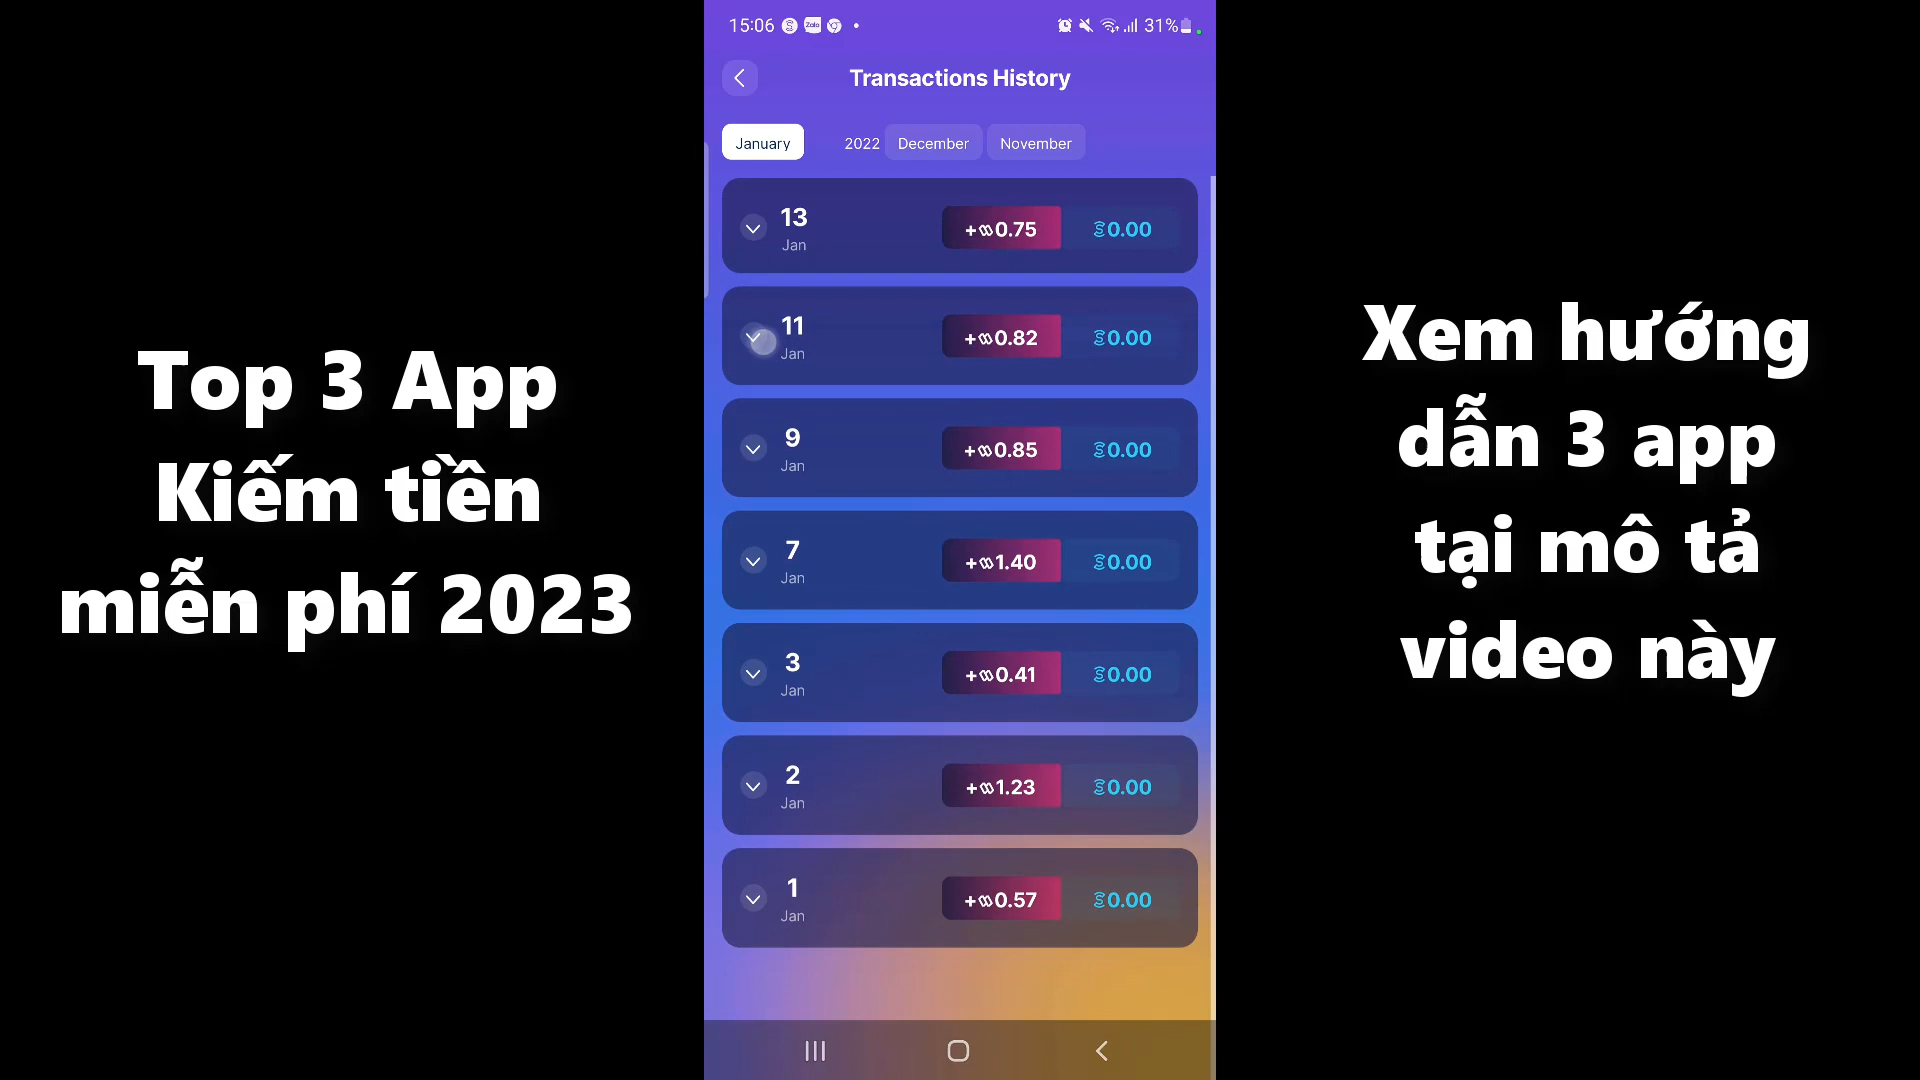 15:06 Zalo 31%
Transactions History
January 2022 December November
13
Jan
+0.75 0.00
11
Jan
+0.82 0.00
9
Jan
+0.85 0.00
7
Jan
+1.40 0.00
3
Jan
+0.41 0.00
2
Jan
+1.23 0.00
1
Jan
+0.57 0.00
Top 3 App
Kiếm tiền
miễn phí 2023
Xem hướng
dẫn 3 app
tại mô tả
video này